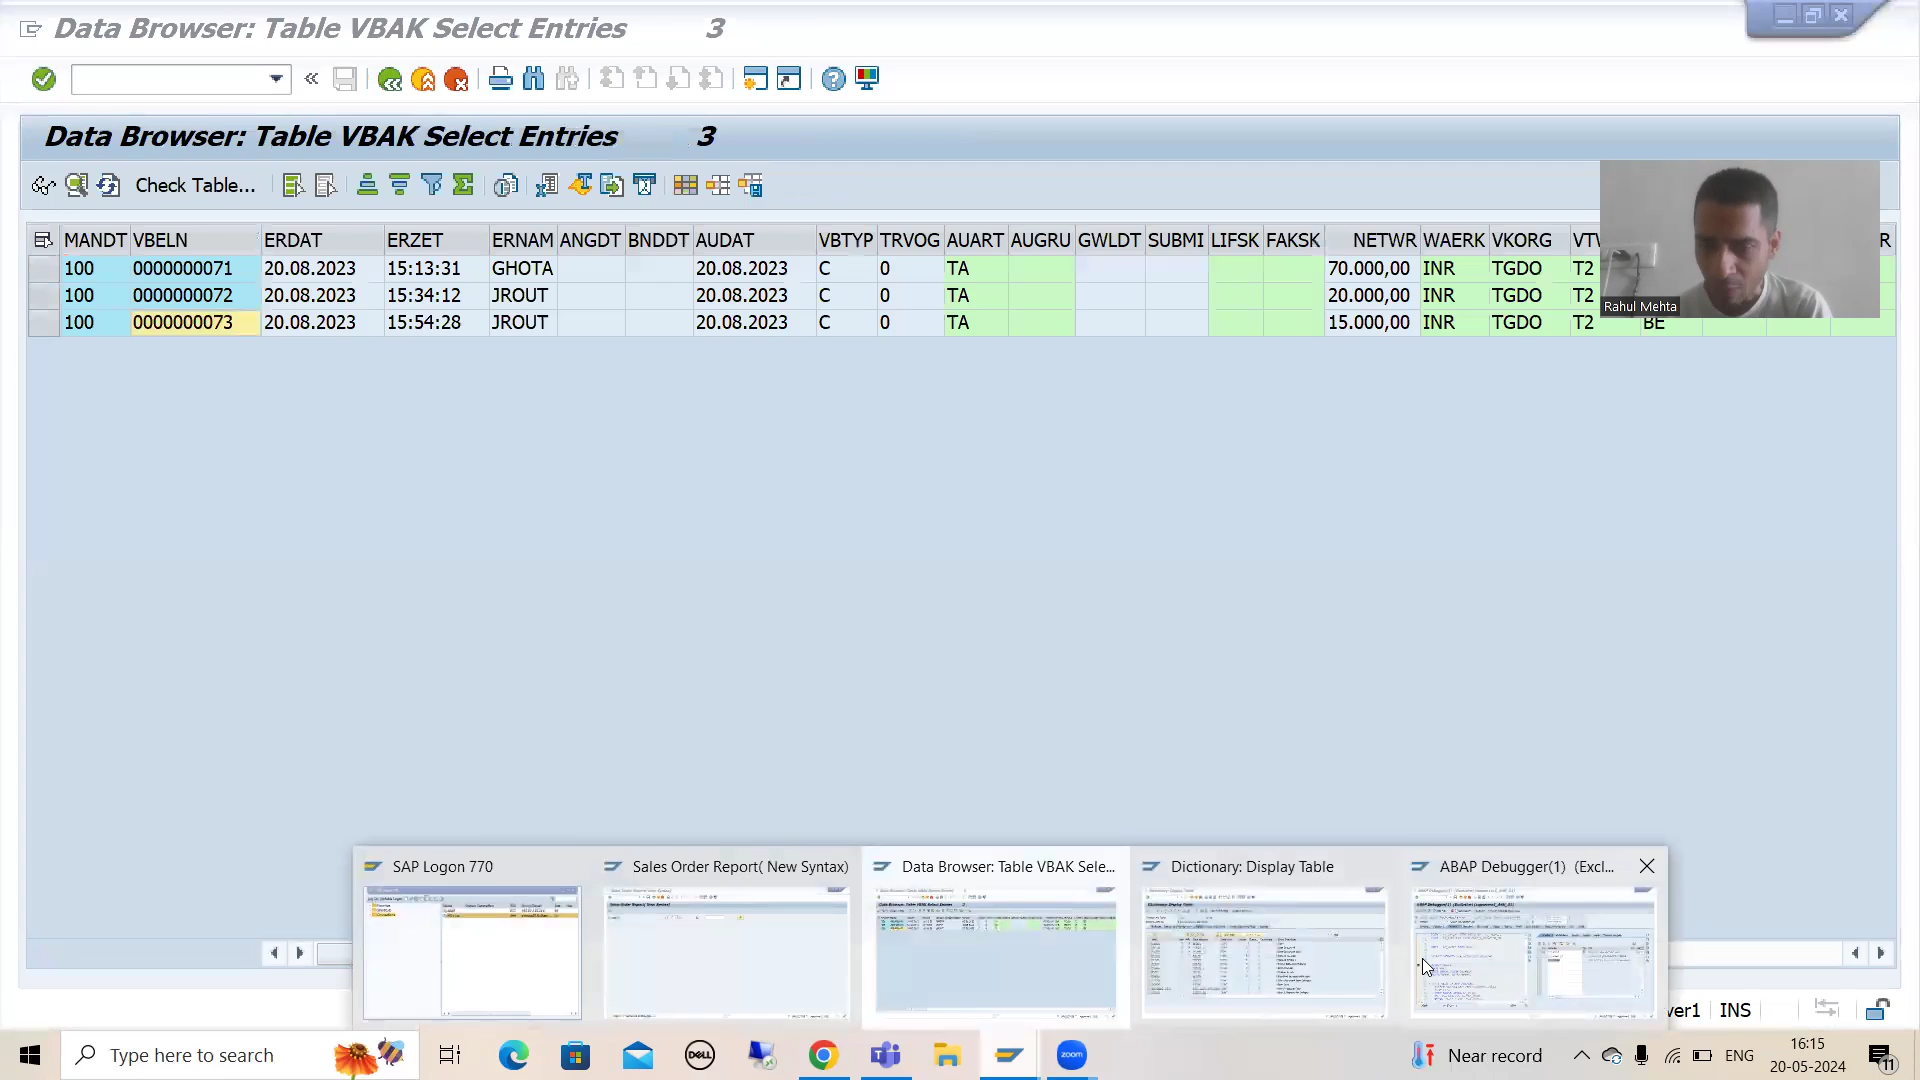 Data Browser: Table VBAK Select Entries 3
Data Browser: Table VBAK Select Entries 3
Check Table...
MANDT VBELN ERDAT ERZET ERNAM ANGDT BNDDT AUDAT VBTYP TRVOG AUART AUGRU GWLDT SUBMI LIFSK FAKSK NETWR WAERK VKORG
100 0000000071 20.08.2023 15:13:31 GHOTA 20.08.2023 C 0 TA 70.000,00 INR TGDO T2
100 0000000072 20.08.2023 15:34:12 JROUT 20.08.2023 C 0 TA 20.000,00 INR TGDO T2
100 0000000073 20.08.2023 15:54:28 JROUT 20.08.2023 C 0 TA 15.000,00 INR TGDO T2 BE
Rahul Mehta
SAP Logon 770
Sales Order Report( New Syntax)
Data Browser: Table VBAK Sele...
Dictionary: Display Table
ABAP Debugger(1) (Excl...
INS
Type here to search
DELL
zoom
Near record
ENG
16:15
20-05-2024
11